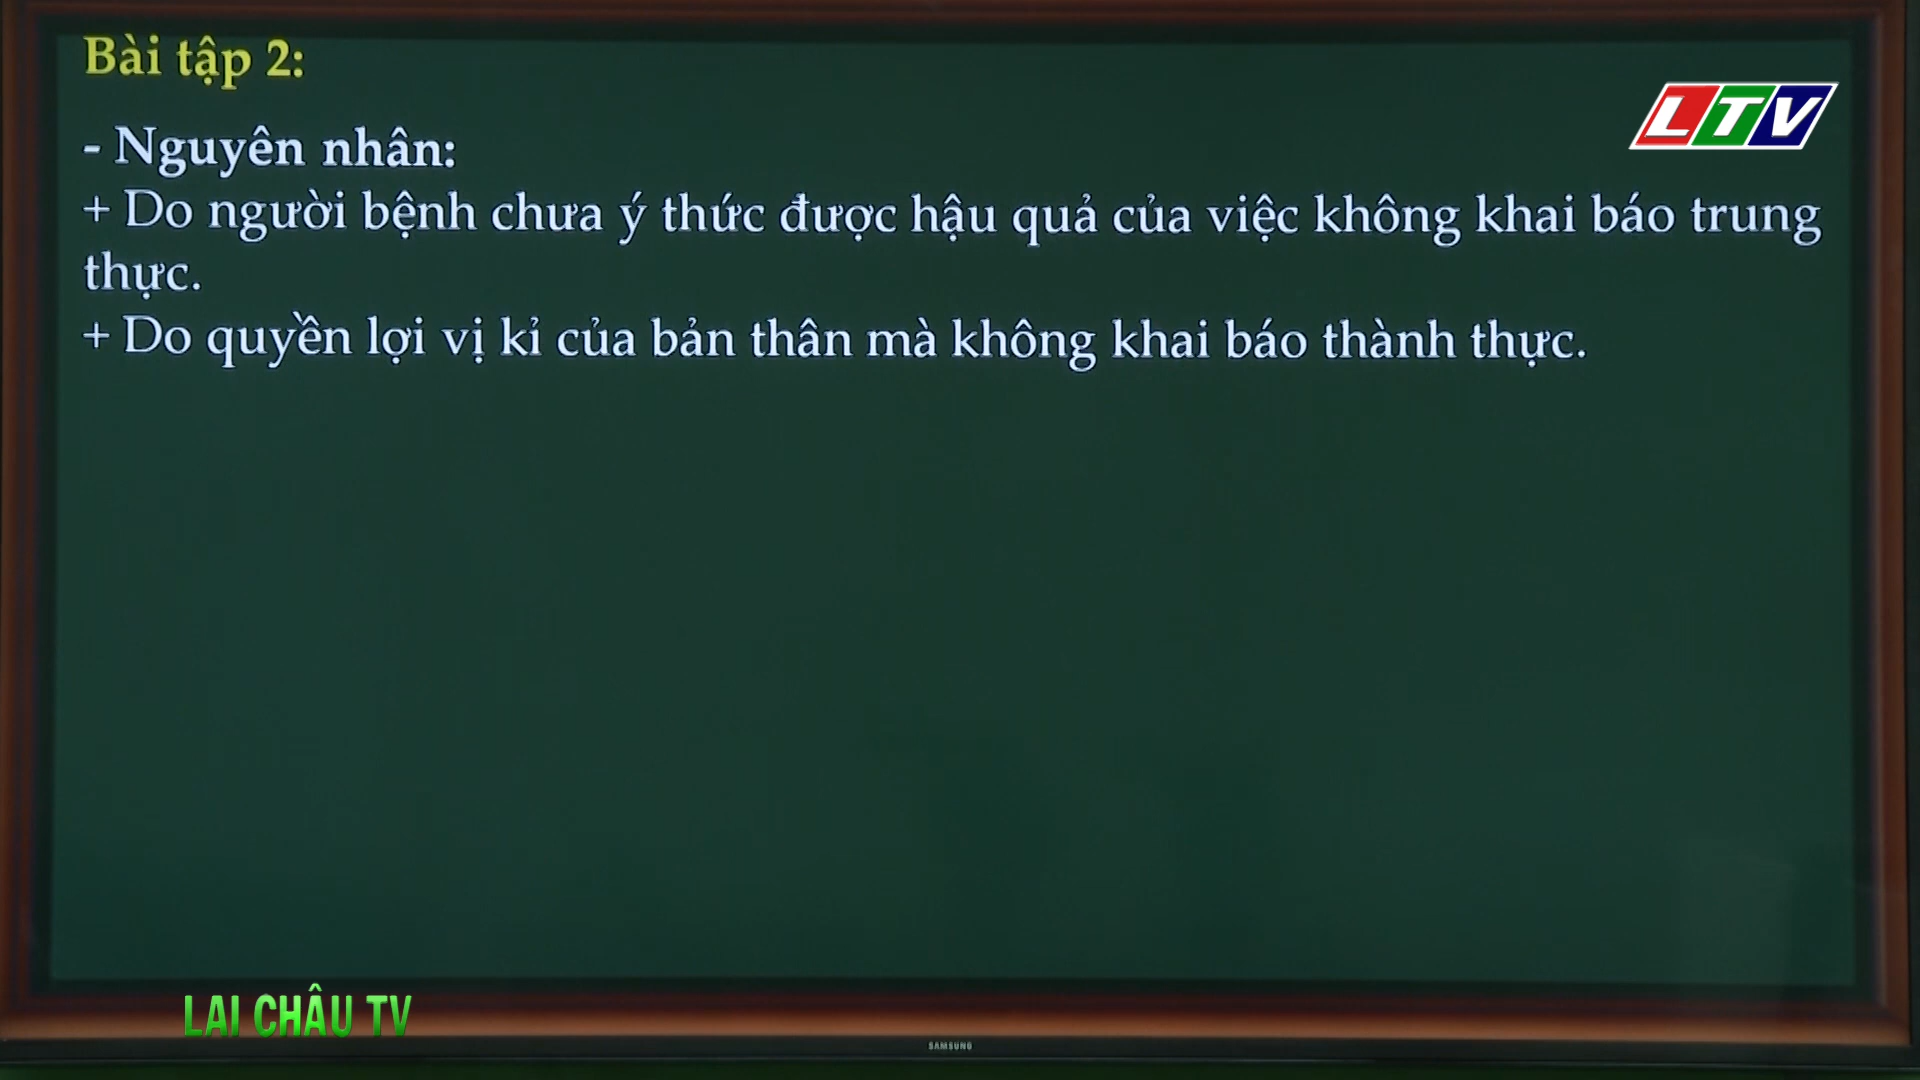 Bài tập 2:
LTV
- Nguyên nhân:
+ Do người bệnh chưa ý thức được hậu quả của việc không khai báo trung
thực.
+ Do quyền lợi vị kỉ của bản thân mà không khai báo thành thực.
LAI CHÂU TV
SAMSUNG